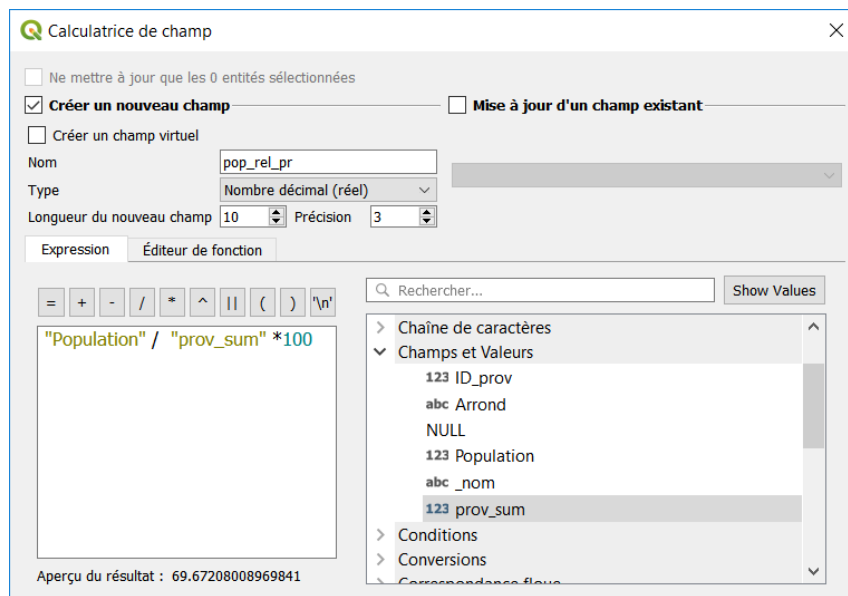 Calculatrice de champ
Ne mettre à jour que les 0 entités sélectionnées
Créer un nouveau champ
Mise à jour d'un champ existant
Créer un champ virtuel
Nom pop_rel_pr
Type Nombre décimal (réel)
Longueur du nouveau champ 10 Précision 3
Expression Éditeur de fonction
Rechercher... Show Values
= + - / * ^ || ( ) '\n'
"Population" / "prov_sum" *100
Chaîne de caractères
Champs et Valeurs
123 ID_prov
abc Arrond
NULL
123 Population
abc _nom
123 prov_sum
Conditions
Conversions
Correspondance floue
Aperçu du résultat : 69.67208008969841